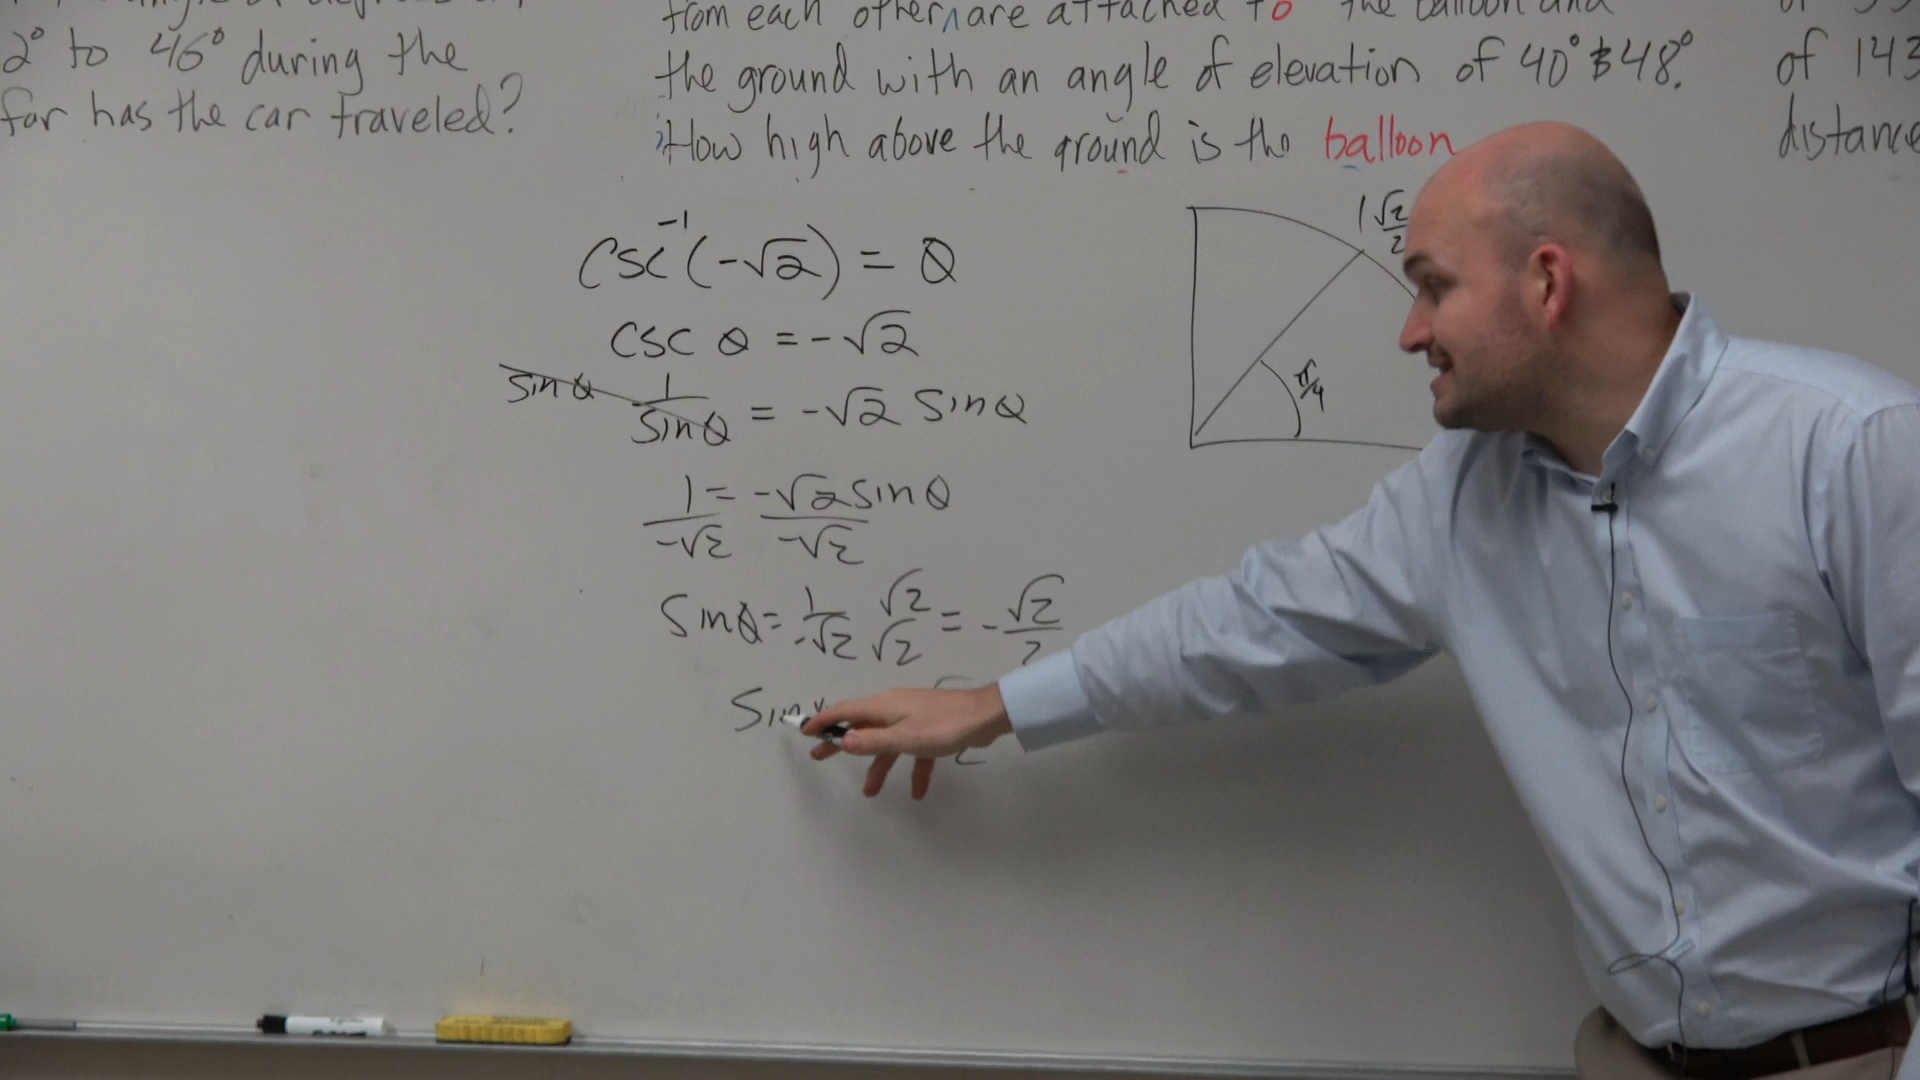 2° to 46° during the
far has the car traveled?
from each other, are attached to the balloon and
the ground with an angle of elevation of 40° & 48°.
How high above the ground is the balloon
of 143
distance
csc⁻¹(-√2) = θ
csc θ = -√2
sin θ 1/sin θ = -√2 sin θ
1/-√2 = -√2 sin θ/-√2
sin θ = 1/-√2 √2/√2 = -√2/2
sin
√2/2
π/4